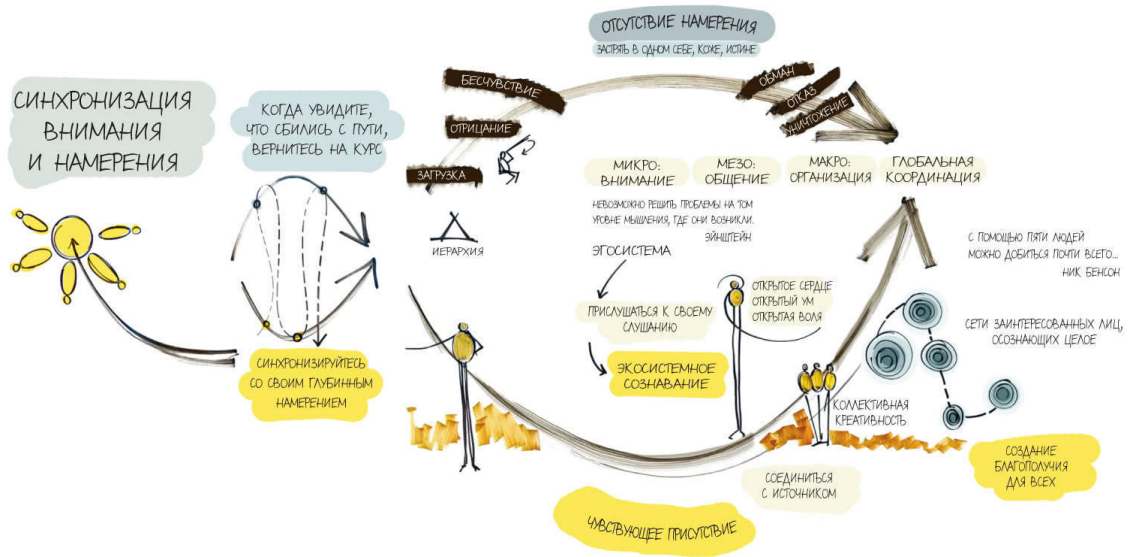 СИНХРОНИЗАЦИЯ
ВНИМАНИЯ
И НАМЕРЕНИЯ
КОГДА УВИДИТЕ,
ЧТО СБИЛИСЬ С ПУТИ,
ВЕРНИТЕСЬ НА КУРС
СИНХРОНИЗИРУЙТЕСЬ
СО СВОИМ ГЛУБИННЫМ
НАМЕРЕНИЕМ
ОТСУТСТВИЕ НАМЕРЕНИЯ
ЗАСТРЯТЬ В ОДНОМ СЕБЕ, КОЖЕ, ИСТИНЕ
БЕСЧУВСТВИЕ
ОТРИЦАНИЕ
ЗАГРУЗКА
ОБМАН
ОТКАЗ
УНИЧТОЖЕНИЕ
ИЕРАРХИЯ
МИКРО:
ВНИМАНИЕ
МЕЗО:
ОБЩЕНИЕ
МАКРО:
ОРГАНИЗАЦИЯ
ГЛОБАЛЬНАЯ
КООРДИНАЦИЯ
НЕВОЗМОЖНО РЕШИТЬ ПРОБЛЕМЫ НА ТОМ
УРОВНЕ МЫШЛЕНИЯ, ГДЕ ОНИ ВОЗНИКЛИ.
ЭЙНШТЕЙН
ЭГОСИСТЕМА
ПРИСЛУШАТЬСЯ К СВОЕМУ
СЛУШАНИЮ
ЭКОСИСТЕМНОЕ
СОЗНАВАНИЕ
ОТКРЫТОЕ СЕРДЦЕ
ОТКРЫТЫЙ УМ
ОТКРЫТАЯ ВОЛЯ
С ПОМОЩЬЮ ПЯТИ ЛЮДЕЙ
МОЖНО ДОБИТЬСЯ ПОЧТИ ВСЕГО...
НИК БЕНСОН
СЕТИ ЗАИНТЕРЕСОВАННЫХ ЛИЦ,
ОСОЗНАЮЩИХ ЦЕЛОЕ
КОЛЛЕКТИВНАЯ
КРЕАТИВНОСТЬ
СОЕДИНИТЬСЯ
С ИСТОЧНИКОМ
СОЗДАНИЕ
БЛАГОПОЛУЧИЯ
ДЛЯ ВСЕХ
ЧУВСТВУЮЩЕЕ ПРИСУТСТВИЕ